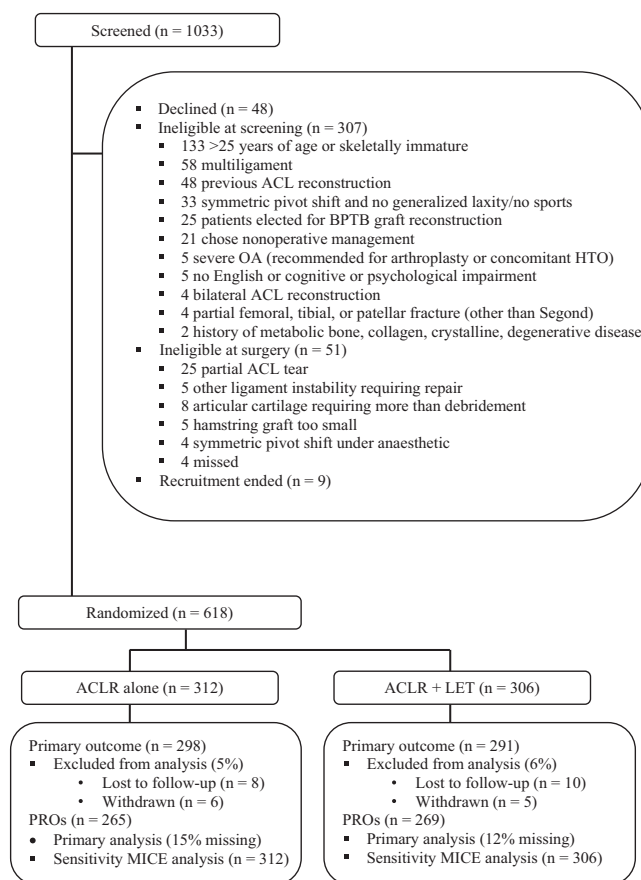 Screened (n = 1033)
▪ Declined (n = 48)
▪ Ineligible at screening (n = 307)
▪ 133 >25 years of age or skeletally immature
▪ 58 multiligament
▪ 48 previous ACL reconstruction
▪ 33 symmetric pivot shift and no generalized laxity/no sports
▪ 25 patients elected for BPTB graft reconstruction
▪ 21 chose nonoperative management
▪ 5 severe OA (recommended for arthroplasty or concomitant HTO)
▪ 5 no English or cognitive or psychological impairment
▪ 4 bilateral ACL reconstruction
▪ 4 partial femoral, tibial, or patellar fracture (other than Segond)
▪ 2 history of metabolic bone, collagen, crystalline, degenerative disease
▪ Ineligible at surgery (n = 51)
▪ 25 partial ACL tear
▪ 5 other ligament instability requiring repair
▪ 8 articular cartilage requiring more than debridement
▪ 5 hamstring graft too small
▪ 4 symmetric pivot shift under anaesthetic
▪ 4 missed
▪ Recruitment ended (n = 9)
Randomized (n = 618)
ACLR alone (n = 312)
Primary outcome (n = 298)
▪ Excluded from analysis (5%)
• Lost to follow-up (n = 8)
• Withdrawn (n = 6)
PROs (n = 265)
● Primary analysis (15% missing)
▪ Sensitivity MICE analysis (n = 312)
ACLR + LET (n = 306)
Primary outcome (n = 291)
▪ Excluded from analysis (6%)
• Lost to follow-up (n = 10)
• Withdrawn (n = 5)
PROs (n = 269)
▪ Primary analysis (12% missing)
▪ Sensitivity MICE analysis (n = 306)